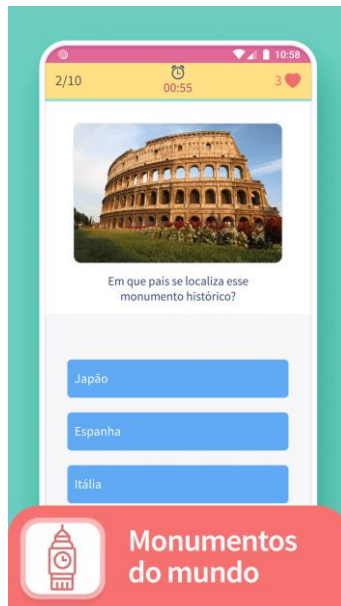 10:58
2/10
00:55
3
Em que país se localiza esse
monumento histórico?
Japão
Espanha
Itália
Monumentos
do mundo